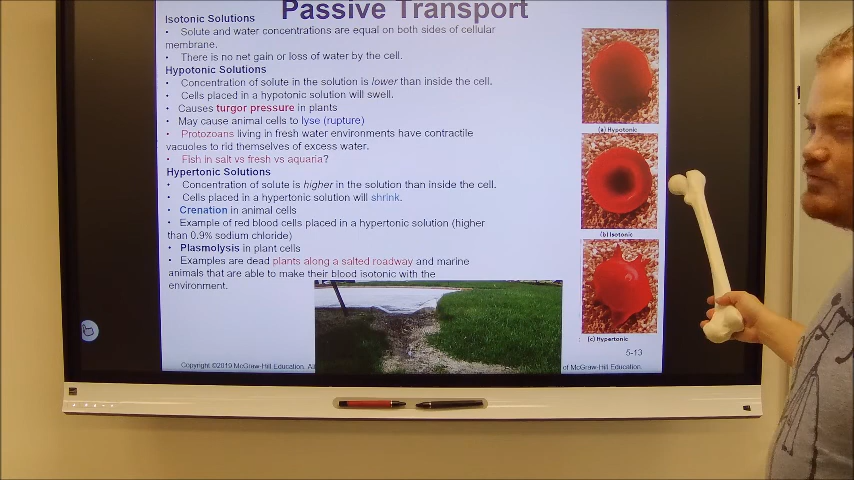 Passive Transport
Isotonic Solutions
• Solute and water concentrations are equal on both sides of cellular
membrane.
• There is no net gain or loss of water by the cell.
Hypotonic Solutions
• Concentration of solute in the solution is lower than inside the cell.
• Cells placed in a hypotonic solution will swell.
• Causes turgor pressure in plants
• May cause animal cells to lyse (rupture)
• Protozoans living in fresh water environments have contractile
vacuoles to rid themselves of excess water.
• Fish in salt vs fresh vs aquaria?
Hypertonic Solutions
• Concentration of solute is higher in the solution than inside the cell.
• Cells placed in a hypertonic solution will shrink.
• Crenation in animal cells
• Example of red blood cells placed in a hypertonic solution (higher
than 0.9% sodium chloride)
• Plasmolysis in plant cells
• Examples are dead plants along a salted roadway and marine
animals that are able to make their blood isotonic with the
environment.
(a) Hypotonic
(b) Isotonic
(c) Hypertonic
5-13
Copyright ©2019 McGraw-Hill Education. All
of McGraw-Hill Education.